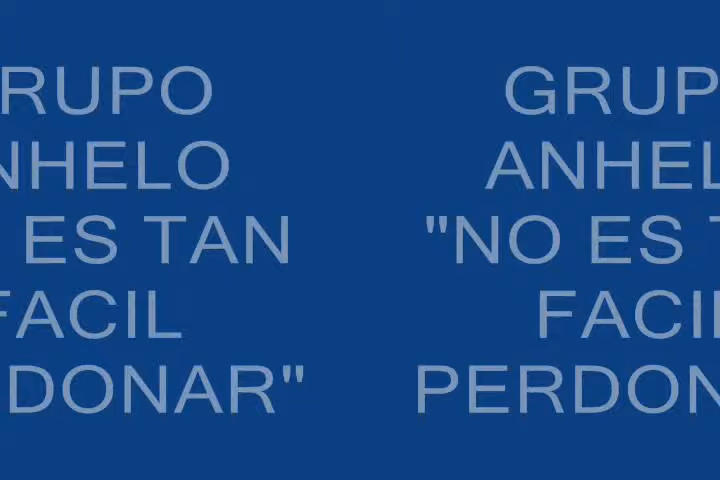 RUPO GRUP
NHELO ANHEL
ES TAN "NO ES T
FACIL FACI
DONAR" PERDON